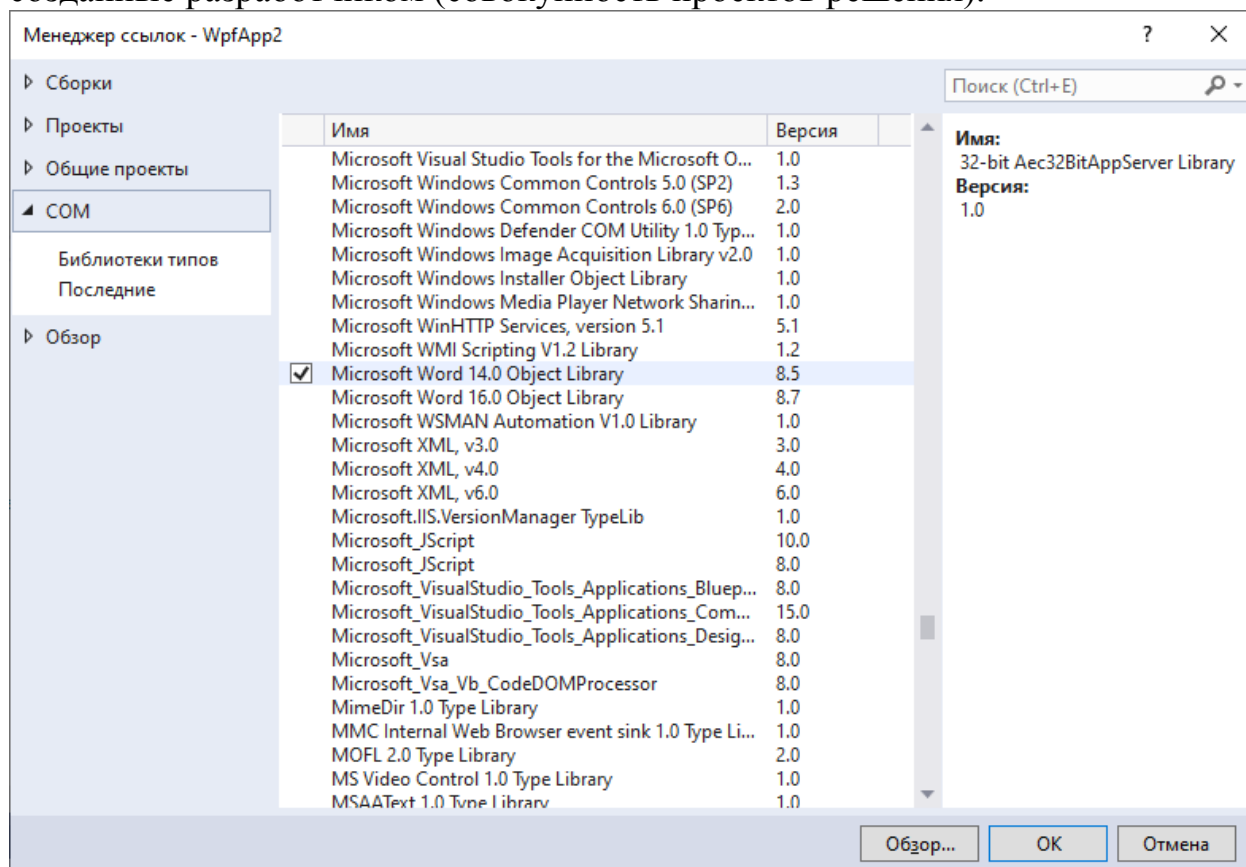 созданные разработчиком (совокупность проектов решения).
Менеджер ссылок - WpfApp2
?
Сборки
Проекты
Общие проекты
COM
Библиотеки типов
Последние
Обзор
Имя Версия
Microsoft Visual Studio Tools for the Microsoft O... 1.0
Microsoft Windows Common Controls 5.0 (SP2) 1.3
Microsoft Windows Common Controls 6.0 (SP6) 2.0
Microsoft Windows Defender COM Utility 1.0 Typ... 1.0
Microsoft Windows Image Acquisition Library v2.0 1.0
Microsoft Windows Installer Object Library 1.0
Microsoft Windows Media Player Network Sharin... 1.0
Microsoft WinHTTP Services, version 5.1 5.1
Microsoft WMI Scripting V1.2 Library 1.2
Microsoft Word 14.0 Object Library 8.5
Microsoft Word 16.0 Object Library 8.7
Microsoft WSMAN Automation V1.0 Library 1.0
Microsoft XML, v3.0 3.0
Microsoft XML, v4.0 4.0
Microsoft XML, v6.0 6.0
Microsoft.IIS.VersionManager TypeLib 1.0
Microsoft_JScript 10.0
Microsoft_JScript 8.0
Microsoft_VisualStudio_Tools_Applications_Bluep... 8.0
Microsoft_VisualStudio_Tools_Applications_Com... 15.0
Microsoft_VisualStudio_Tools_Applications_Desig... 8.0
Microsoft_Vsa 8.0
Microsoft_Vsa_Vb_CodeDOMProcessor 8.0
MimeDir 1.0 Type Library 1.0
MMC Internal Web Browser event sink 1.0 Type Li... 1.0
MOFL 2.0 Type Library 2.0
MS Video Control 1.0 Type Library 1.0
MSAAText 1.0 Type Library 1.0
Поиск (Ctrl+E)
Имя:
32-bit Aec32BitAppServer Library
Версия:
1.0
Обзор... OK Отмена